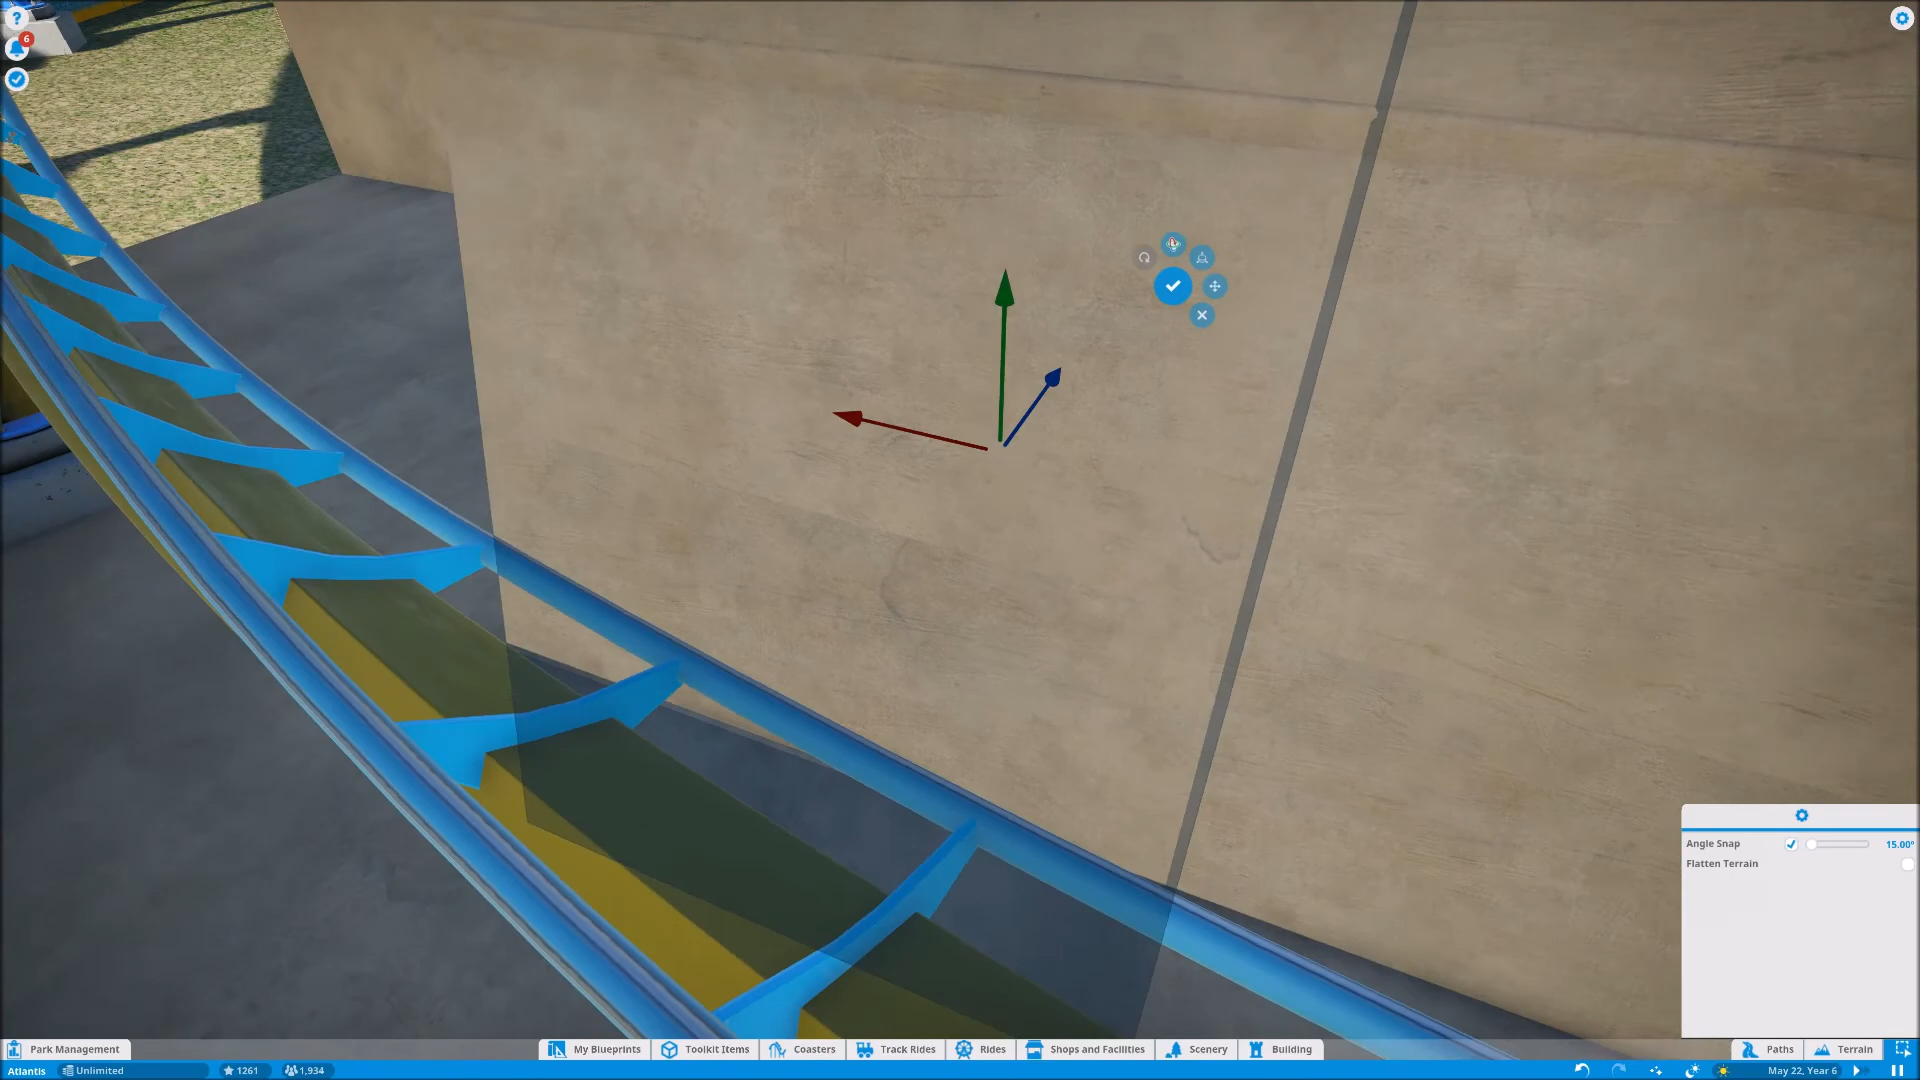 ?
6
Angle Snap 15.00°
Flatten Terrain
Park Management My Blueprints Toolkit Items Coasters Track Rides Rides Shops and Facilities Scenery Building Paths Terrain
Atlantis Unlimited 1261 1,934 May 22, Year 6